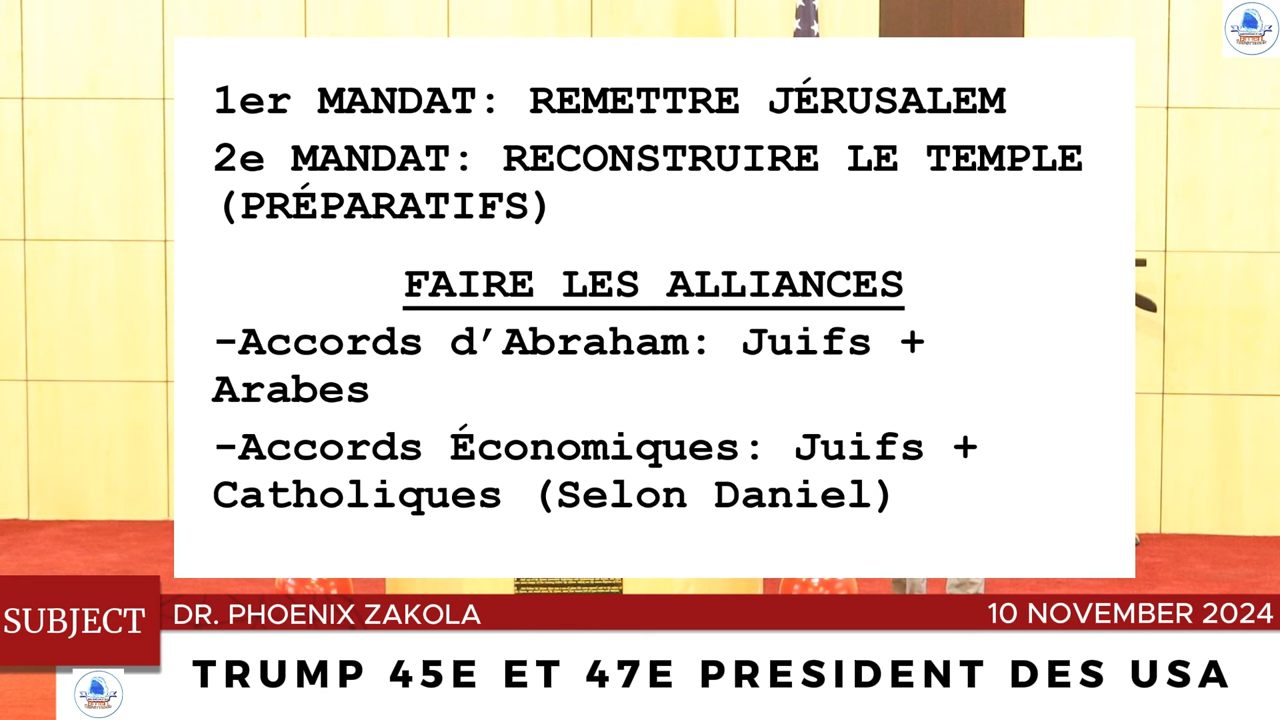 1er MANDAT: REMETTRE JÉRUSALEM
2e MANDAT: RECONSTRUIRE LE TEMPLE
(PRÉPARATIFS)
FAIRE LES ALLIANCES
-Accords d’Abraham: Juifs +
Arabes
-Accords Économiques: Juifs +
Catholiques (Selon Daniel)
SUBJECT
DR. PHOENIX ZAKOLA
10 NOVEMBER 2024
TRUMP 45E ET 47E PRESIDENT DES USA